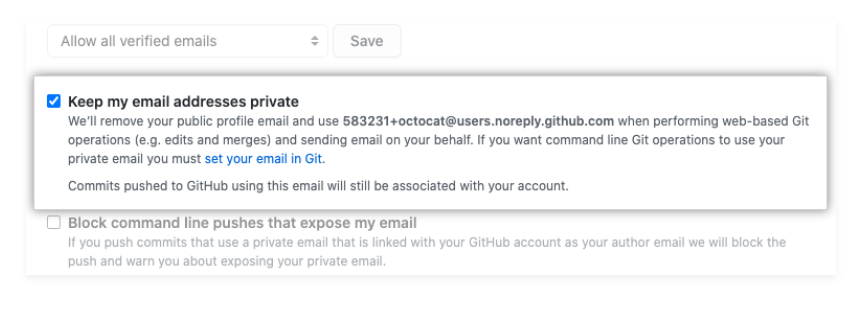 Allow all verified emails
Save
Keep my email addresses private
We'll remove your public profile email and use 583231+octocat@users.noreply.github.com when performing web-based Git
operations (e.g. edits and merges) and sending email on your behalf. If you want command line Git operations to use your
private email you must set your email in Git.
Commits pushed to GitHub using this email will still be associated with your account.
Block command line pushes that expose my email
If you push commits that use a private email that is linked with your GitHub account as your author email we will block the
push and warn you about exposing your private email.